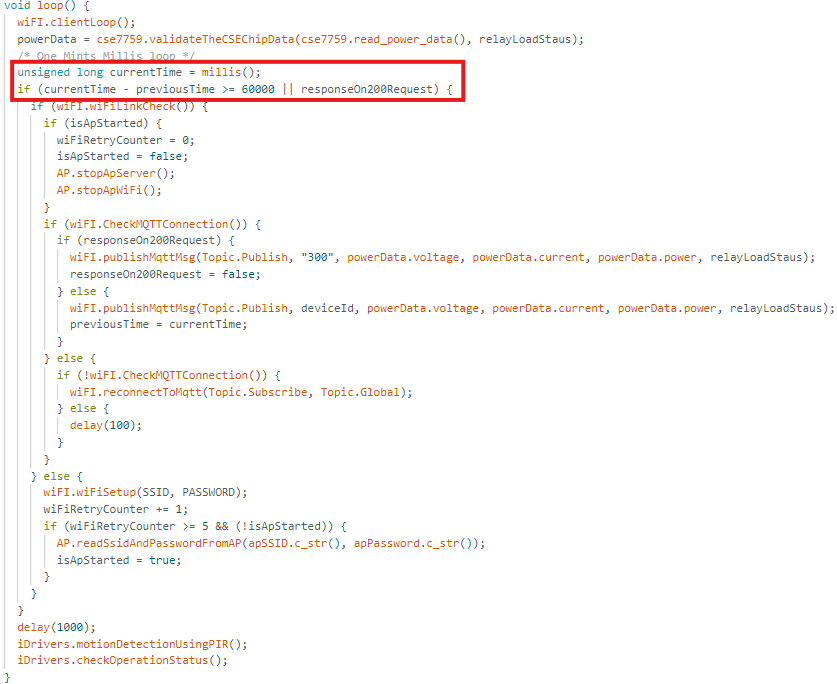 void loop() {
wiFI.clientLoop();
powerData = cse7759.validateTheCSEChipData(cse7759.read_power_data(), relayLoadStaus);
/* One Mints Millis loop */
unsigned long currentTime = millis();
if (currentTime - previousTime >= 60000 || responseOn200Request) {
if (wiFI.wiFiLinkCheck()) {
if (isApStarted) {
wiFiRetryCounter = 0;
isApStarted = false;
AP.stopApServer();
AP.stopApWiFi();
}
if (wiFI.CheckMQTTConnection()) {
if (responseOn200Request) {
wiFI.publishMqttMsg(Topic.Publish, "300", powerData.voltage, powerData.current, powerData.power, relayLoadStaus);
responseOn200Request = false;
} else {
wiFI.publishMqttMsg(Topic.Publish, deviceId, powerData.voltage, powerData.current, powerData.power, relayLoadStaus);
previousTime = currentTime;
}
} else {
if (!wiFI.CheckMQTTConnection()) {
wiFI.reconnectToMqtt(Topic.Subscribe, Topic.Global);
} else {
delay(100);
}
}
} else {
wiFI.wiFiSetup(SSID, PASSWORD);
wiFiRetryCounter += 1;
if (wiFiRetryCounter >= 5 && (!isApStarted)) {
AP.readSsidAndPasswordFromAP(apSSID.c_str(), apPassword.c_str());
isApStarted = true;
}
}
}
delay(1000);
iDrivers.motionDetectionUsingPIR();
iDrivers.checkOperationStatus();
}